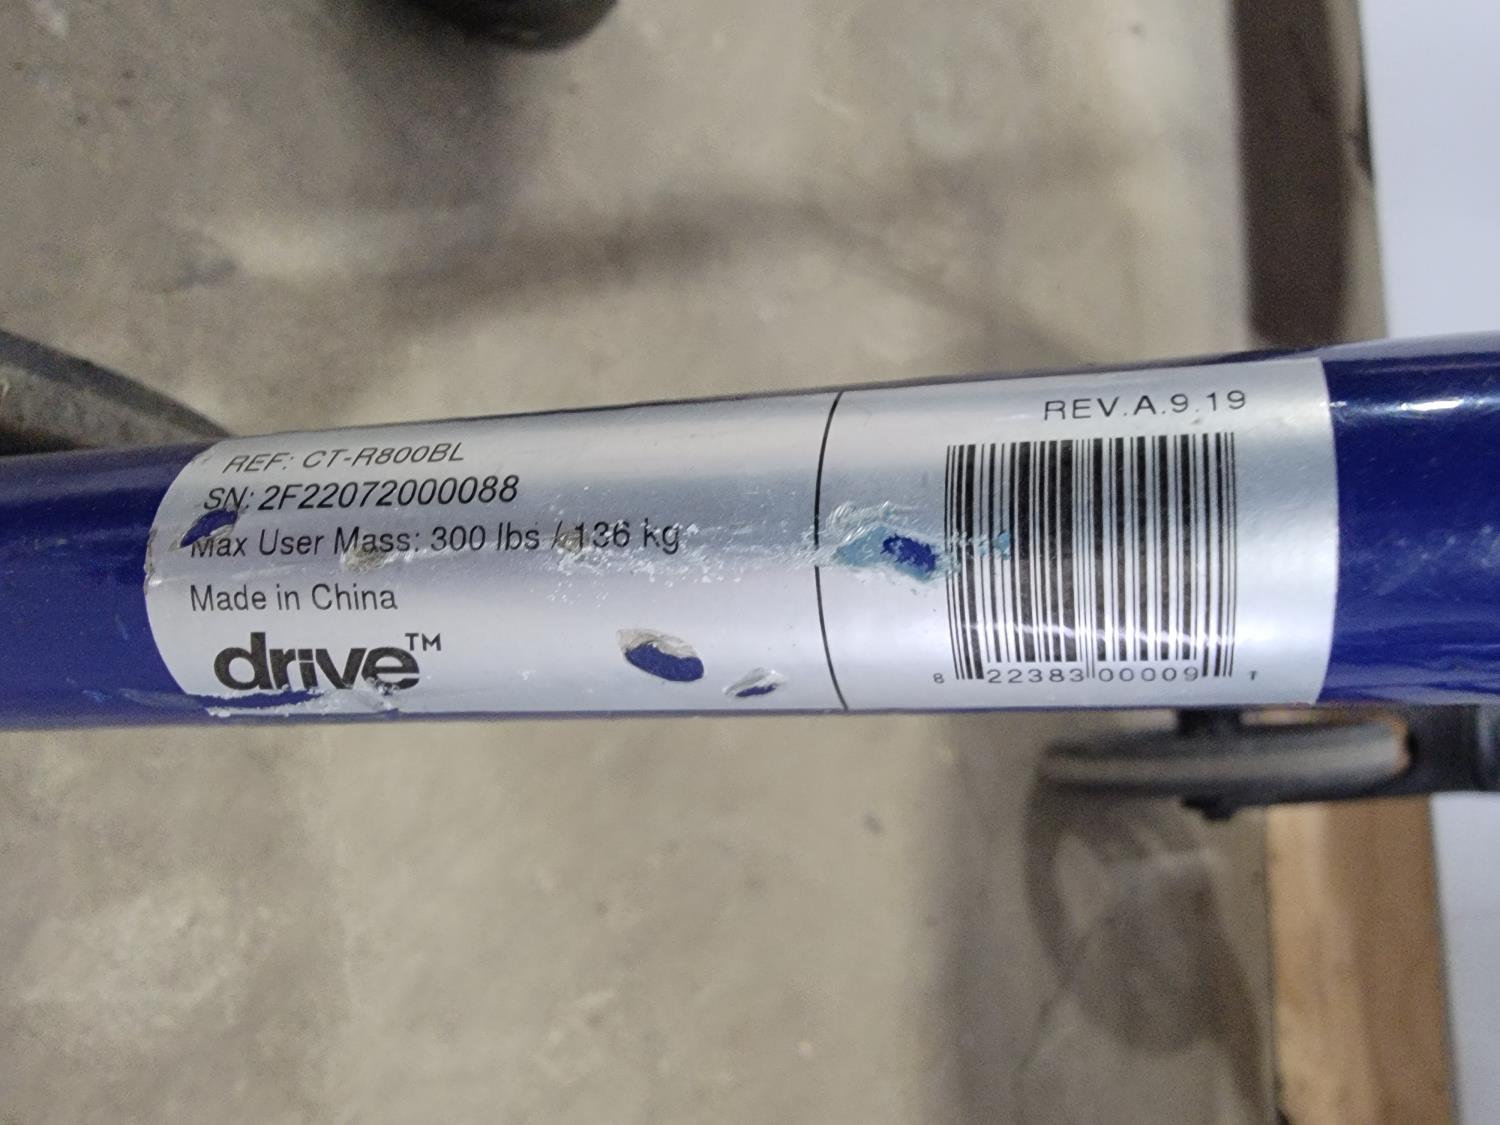 REF: CT-R800BL
SN: 2F22072000088
Max User Mass: 300 lbs / 136 kg
Made in China
drive™
REV.A.9.19
8 22383 00009 1